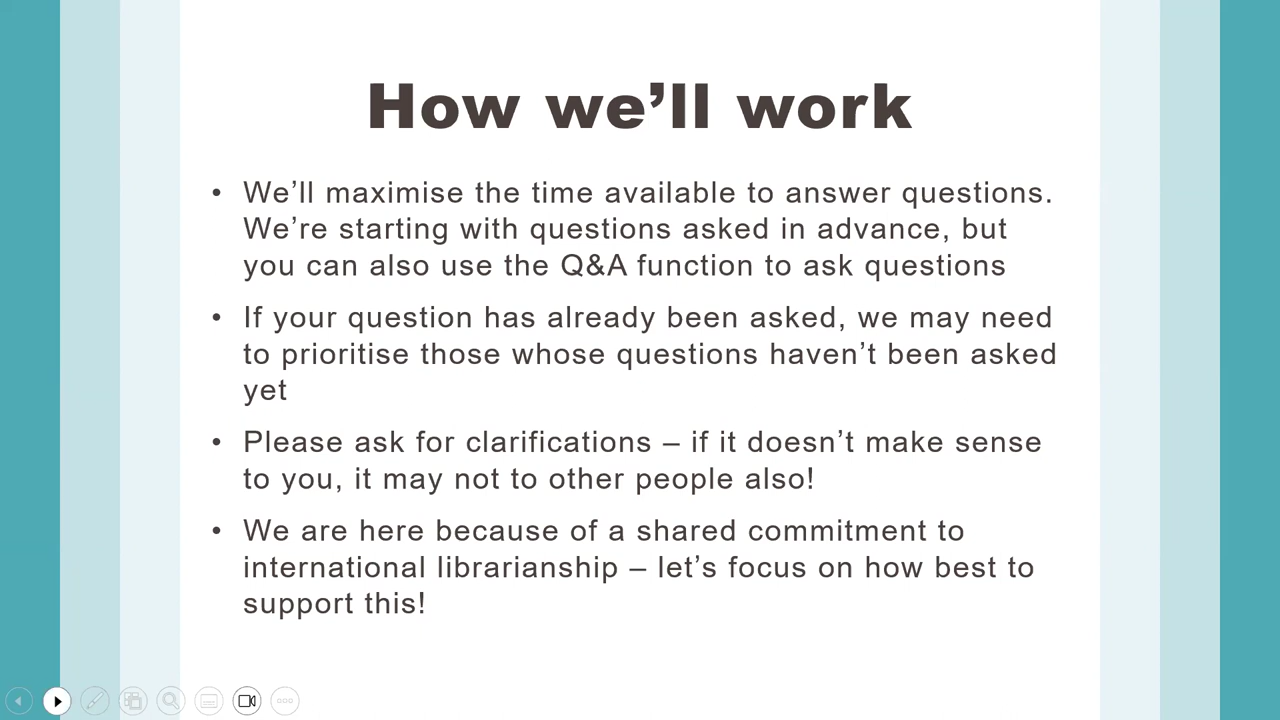 How we’ll work
• We’ll maximise the time available to answer questions.
We’re starting with questions asked in advance, but
you can also use the Q&A function to ask questions
• If your question has already been asked, we may need
to prioritise those whose questions haven’t been asked
yet
• Please ask for clarifications – if it doesn’t make sense
to you, it may not to other people also!
• We are here because of a shared commitment to
international librarianship – let’s focus on how best to
support this!